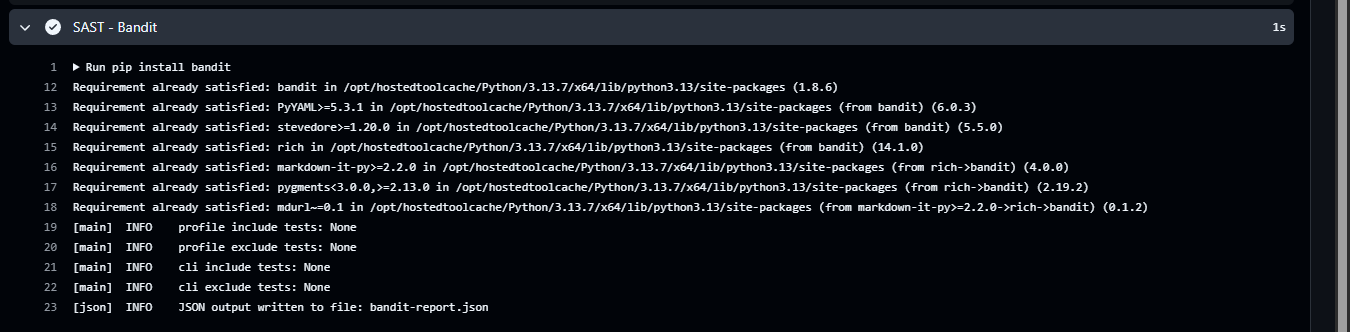 SAST - Bandit
1s
1 Run pip install bandit
12 Requirement already satisfied: bandit in /opt/hostedtoolcache/Python/3.13.7/x64/lib/python3.13/site-packages (1.8.6)
13 Requirement already satisfied: PyYAML>=5.3.1 in /opt/hostedtoolcache/Python/3.13.7/x64/lib/python3.13/site-packages (from bandit) (6.0.3)
14 Requirement already satisfied: stevedore>=1.20.0 in /opt/hostedtoolcache/Python/3.13.7/x64/lib/python3.13/site-packages (from bandit) (5.5.0)
15 Requirement already satisfied: rich in /opt/hostedtoolcache/Python/3.13.7/x64/lib/python3.13/site-packages (from bandit) (14.1.0)
16 Requirement already satisfied: markdown-it-py>=2.2.0 in /opt/hostedtoolcache/Python/3.13.7/x64/lib/python3.13/site-packages (from rich->bandit) (4.0.0)
17 Requirement already satisfied: pygments<3.0.0,>=2.13.0 in /opt/hostedtoolcache/Python/3.13.7/x64/lib/python3.13/site-packages (from rich->bandit) (2.19.2)
18 Requirement already satisfied: mdurl~=0.1 in /opt/hostedtoolcache/Python/3.13.7/x64/lib/python3.13/site-packages (from markdown-it-py>=2.2.0->rich->bandit) (0.1.2)
19 [main] INFO profile include tests: None
20 [main] INFO profile exclude tests: None
21 [main] INFO cli include tests: None
22 [main] INFO cli exclude tests: None
23 [json] INFO JSON output written to file: bandit-report.json